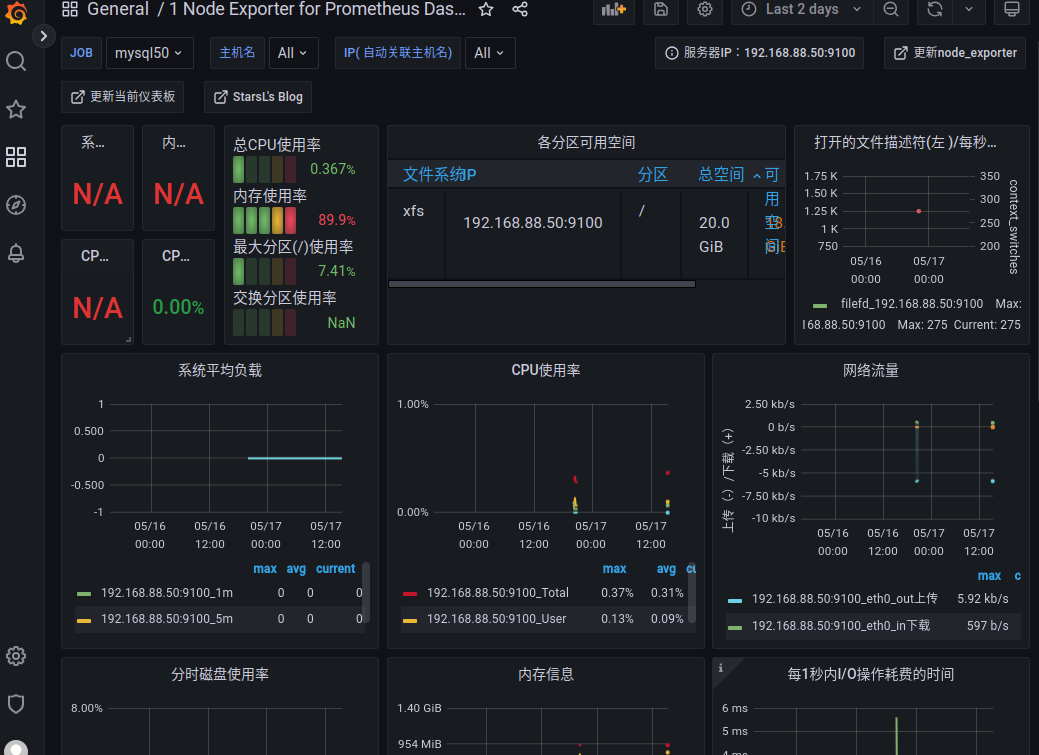 General / 1 Node Exporter for Prometheus Das...
Last 2 days
JOB mysql50 主机名 All IP( 自动关联主机名) All 服务器IP：192.168.88.50:9100 更新node_exporter
更新当前仪表板 StarsL's Blog
系...
N/A
内...
N/A
CP...
N/A
CP...
0.00%
总CPU使用率
0.367%
内存使用率
89.9%
最大分区(/)使用率
7.41%
交换分区使用率
NaN
各分区可用空间
文件系统 IP 分区 总空间 可用空间
xfs 192.168.88.50:9100 / 20.0 GiB
打开的文件描述符(左 )/每秒...
1.75 K 350
1.50 K 300
1.25 K 250
1 K 200
750
context_switches
05/16 00:00 05/17 00:00
filefd_192.168.88.50:9100 Max:
168.88.50:9100 Max: 275 Current: 275
系统平均负载
1
0.500
0
-0.500
-1
05/16 05/16 05/17 05/17
00:00 12:00 00:00 12:00
max avg current
192.168.88.50:9100_1m 0 0 0
192.168.88.50:9100_5m 0 0 0
CPU使用率
1.00%
0.00%
05/16 05/16 05/17 05/17
00:00 12:00 00:00 12:00
max avg cu
192.168.88.50:9100_Total 0.37% 0.31%
192.168.88.50:9100_User 0.13% 0.09%
网络流量
上传（-）/下载（+）
2.50 kb/s
0 b/s
-2.50 kb/s
-5 kb/s
-7.50 kb/s
-10 kb/s
05/16 05/16 05/17 05/17
00:00 12:00 00:00 12:00
max c
192.168.88.50:9100_eth0_out上传 5.92 kb/s
192.168.88.50:9100_eth0_in下载 597 b/s
分时磁盘使用率
8.00%
内存信息
1.40 GiB
954 MiB
每1秒内I/O操作耗费的时间
6 ms
5 ms
4 ms